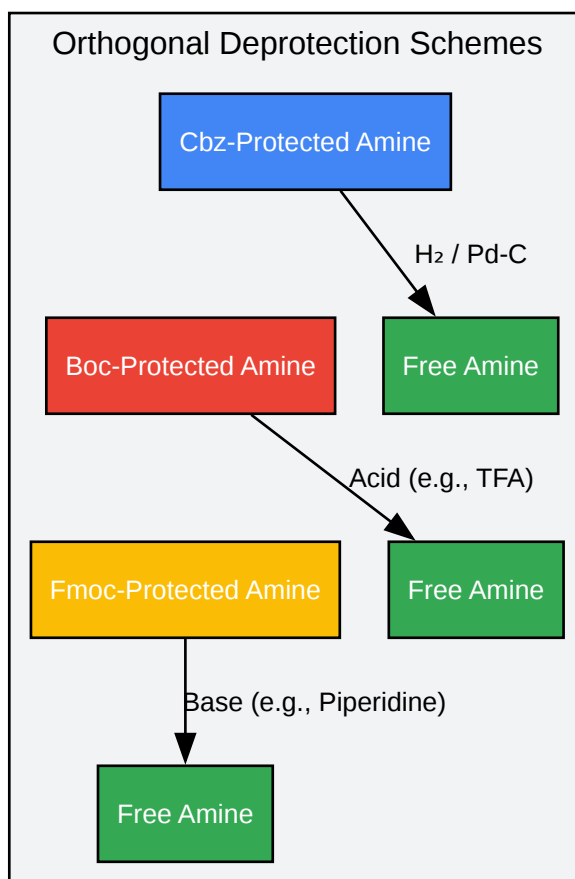 Orthogonal Deprotection Schemes
Cbz-Protected Amine
H₂ / Pd-C
Boc-Protected Amine
Free Amine
Acid (e.g., TFA)
Fmoc-Protected Amine
Free Amine
Base (e.g., Piperidine)
Free Amine